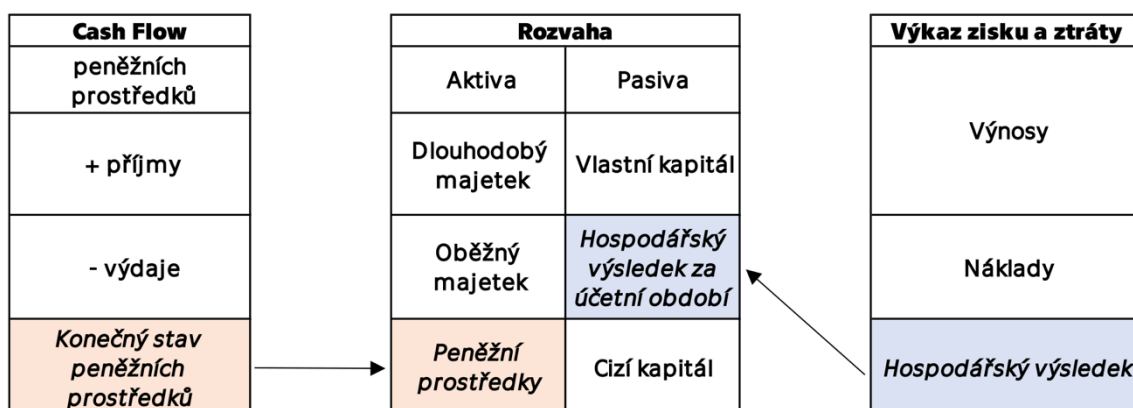 Cash Flow
peněžních
prostředků
+ příjmy
- výdaje
Konečný stav
peněžních
prostředků
Rozvaha
Aktiva
Pasiva
Dlouhodobý
majetek
Vlastní kapitál
Oběžný
majetek
Hospodářský
výsledek za
účetní období
Peněžní
prostředky
Cizí kapitál
Výkaz zisku a ztráty
Výnosy
Náklady
Hospodářský výsledek